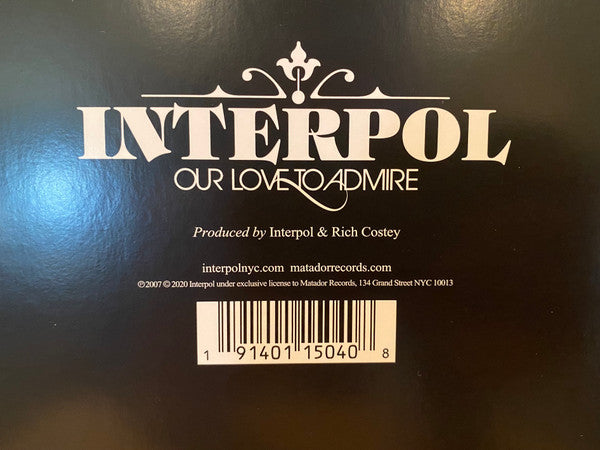 INTERPOL
OUR LOVE TO ADMIRE
Produced by Interpol & Rich Costey
interpolnyc.com matadorrecords.com
℗2007 ©2020 Interpol under exclusive license to Matador Records, 134 Grand Street NYC 10013
1 91401 15040 8